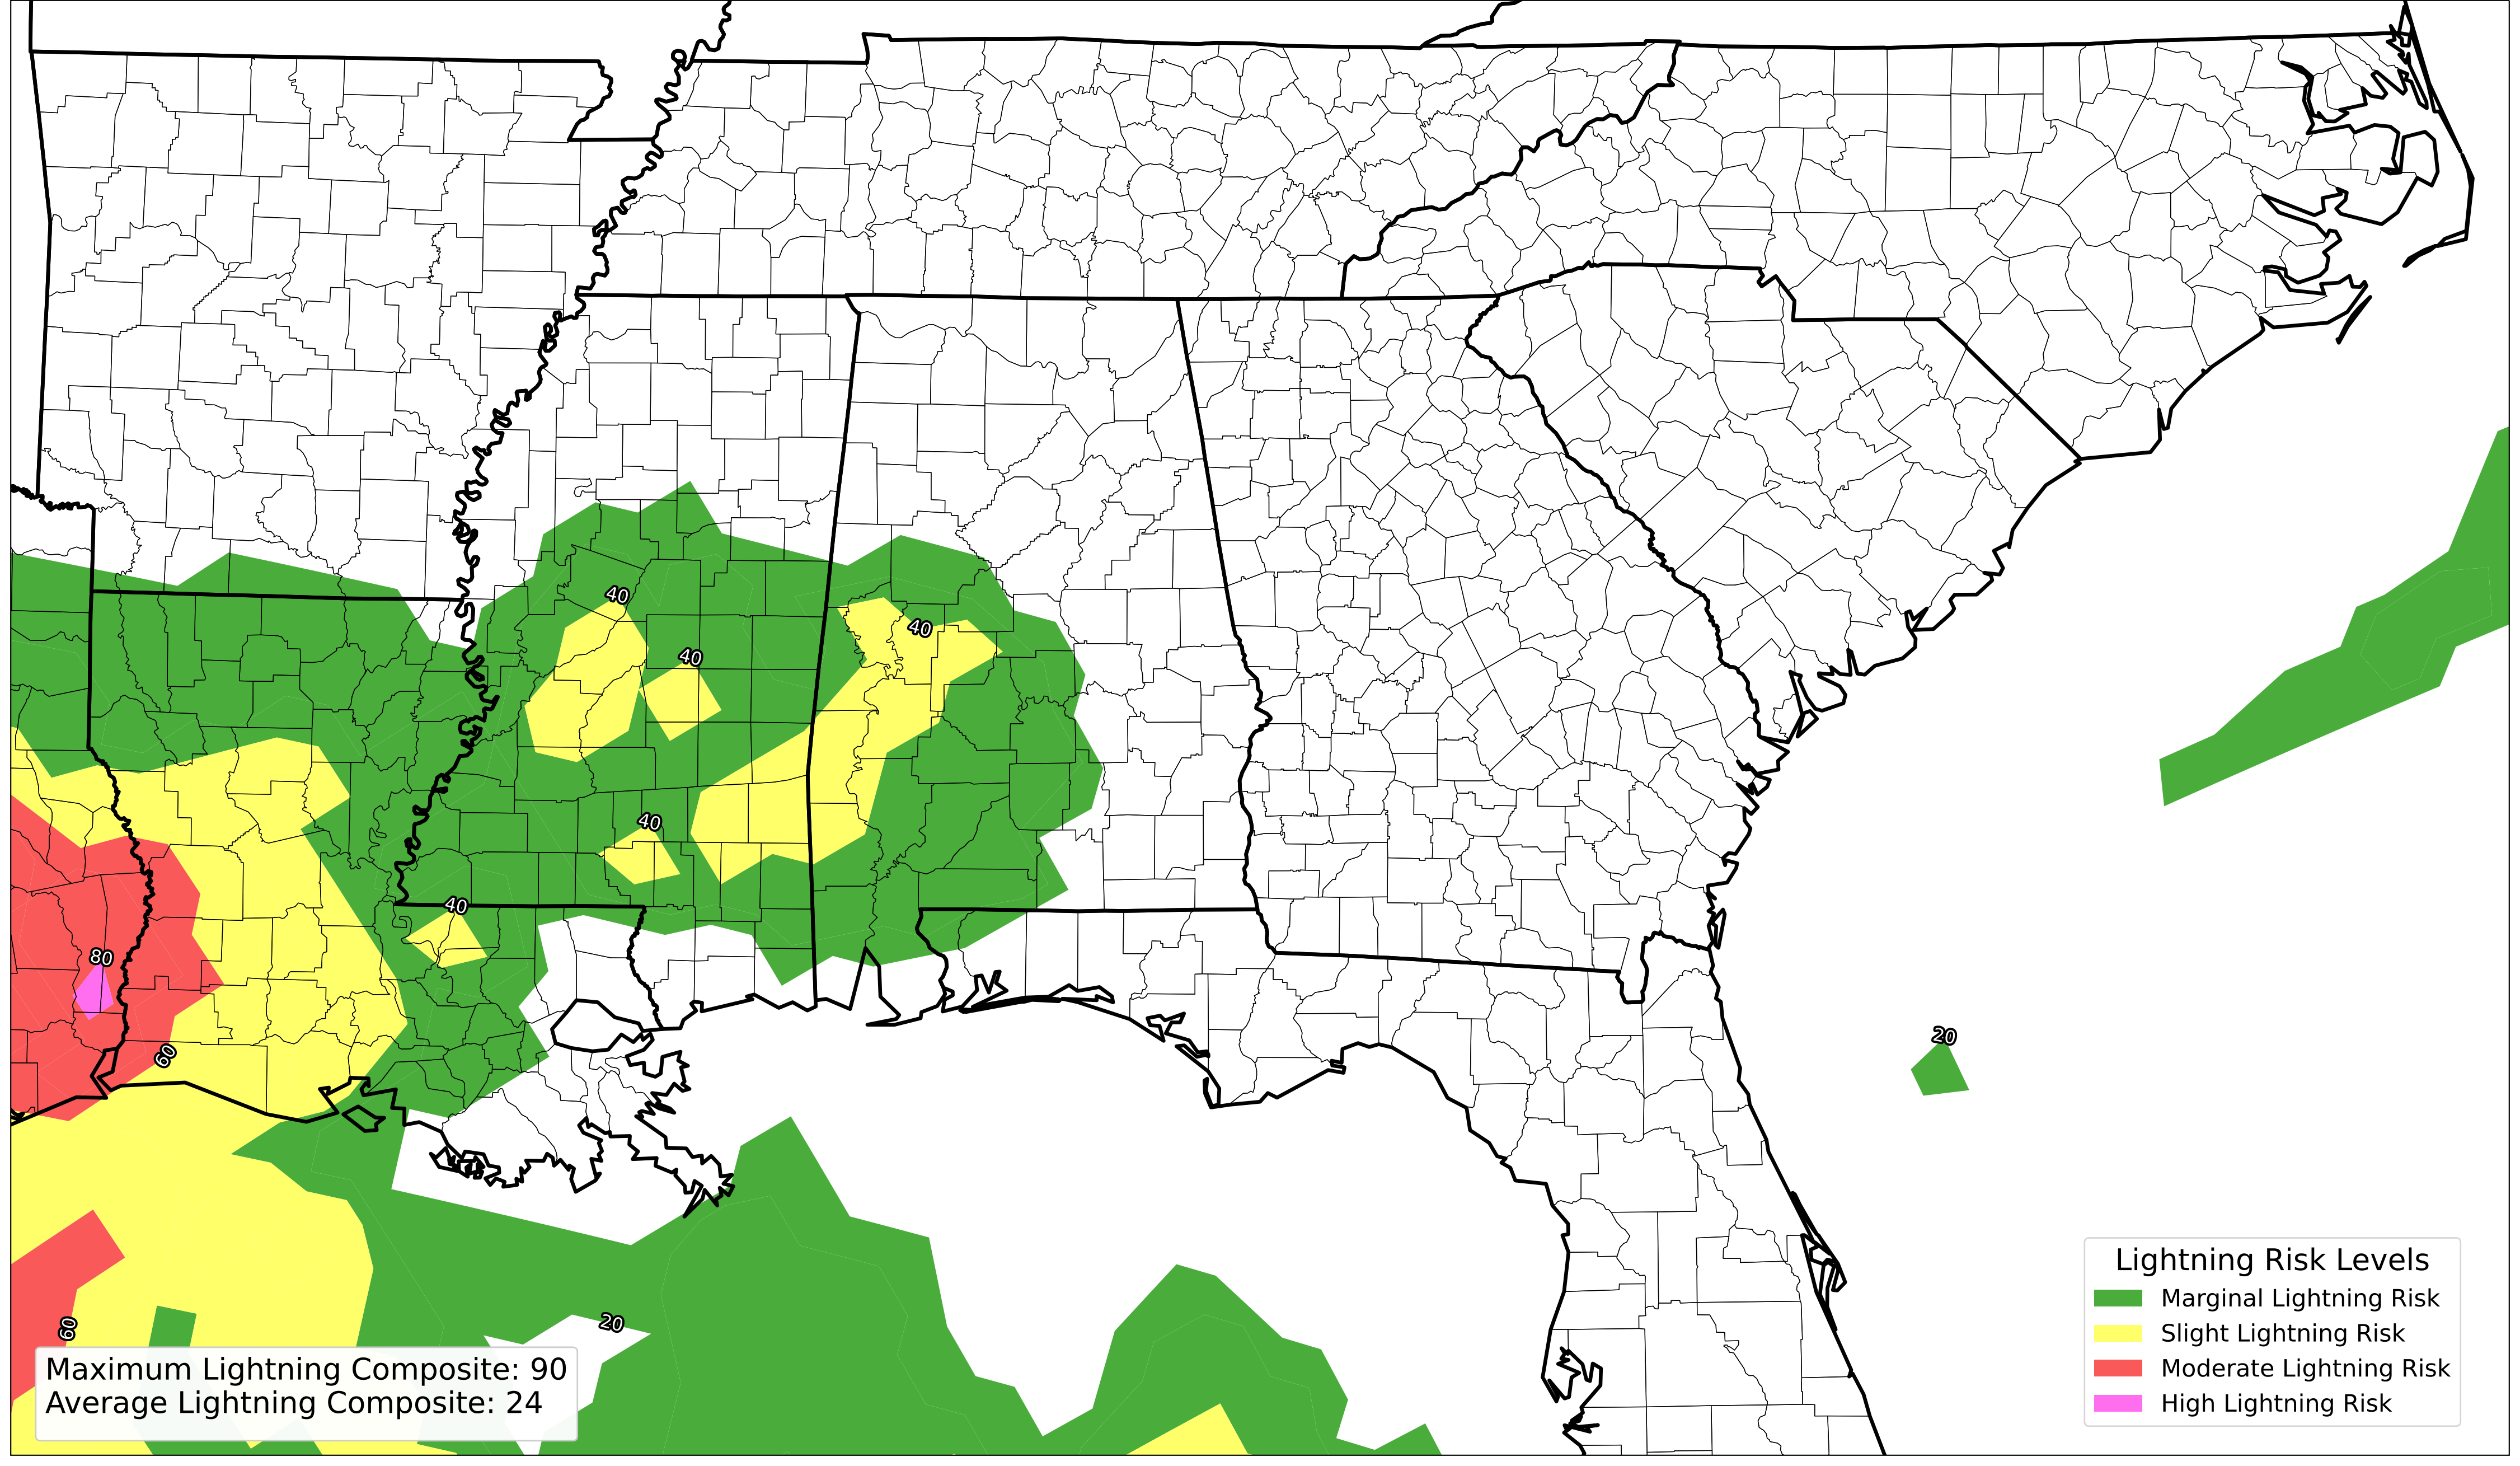 40
40
40
40
40
80
60
20
20
60
Lightning Risk Levels
Marginal Lightning Risk
Slight Lightning Risk
Moderate Lightning Risk
High Lightning Risk
Maximum Lightning Composite: 90
Average Lightning Composite: 24